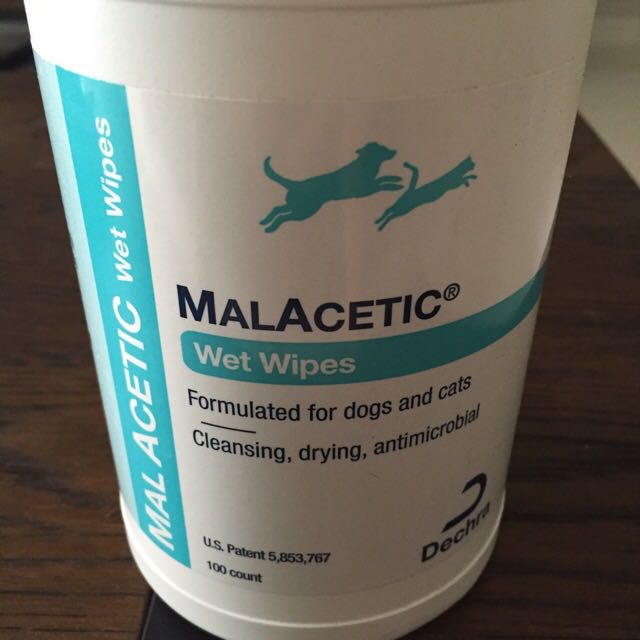 MALACETIC Wet Wipes
MALACETIC®
Wet Wipes
Formulated for dogs and cats
Cleansing, drying, antimicrobial
U.S. Patent 5,853,767
100 count
Dechra